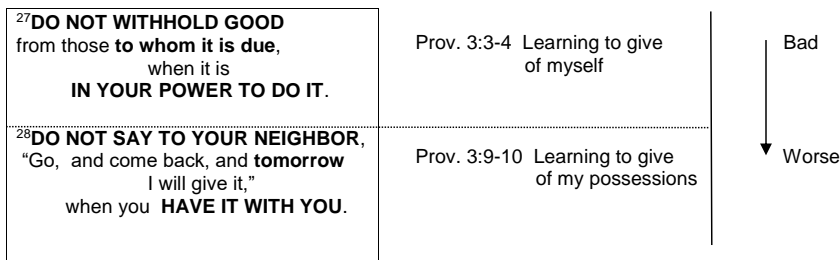 27DO NOT WITHHOLD GOOD
from those to whom it is due,
when it is
IN YOUR POWER TO DO IT.
Prov. 3:3-4 Learning to give
of myself
Bad
28DO NOT SAY TO YOUR NEIGHBOR,
“Go, and come back, and tomorrow
I will give it,”
when you HAVE IT WITH YOU.
Prov. 3:9-10 Learning to give
of my possessions
Worse